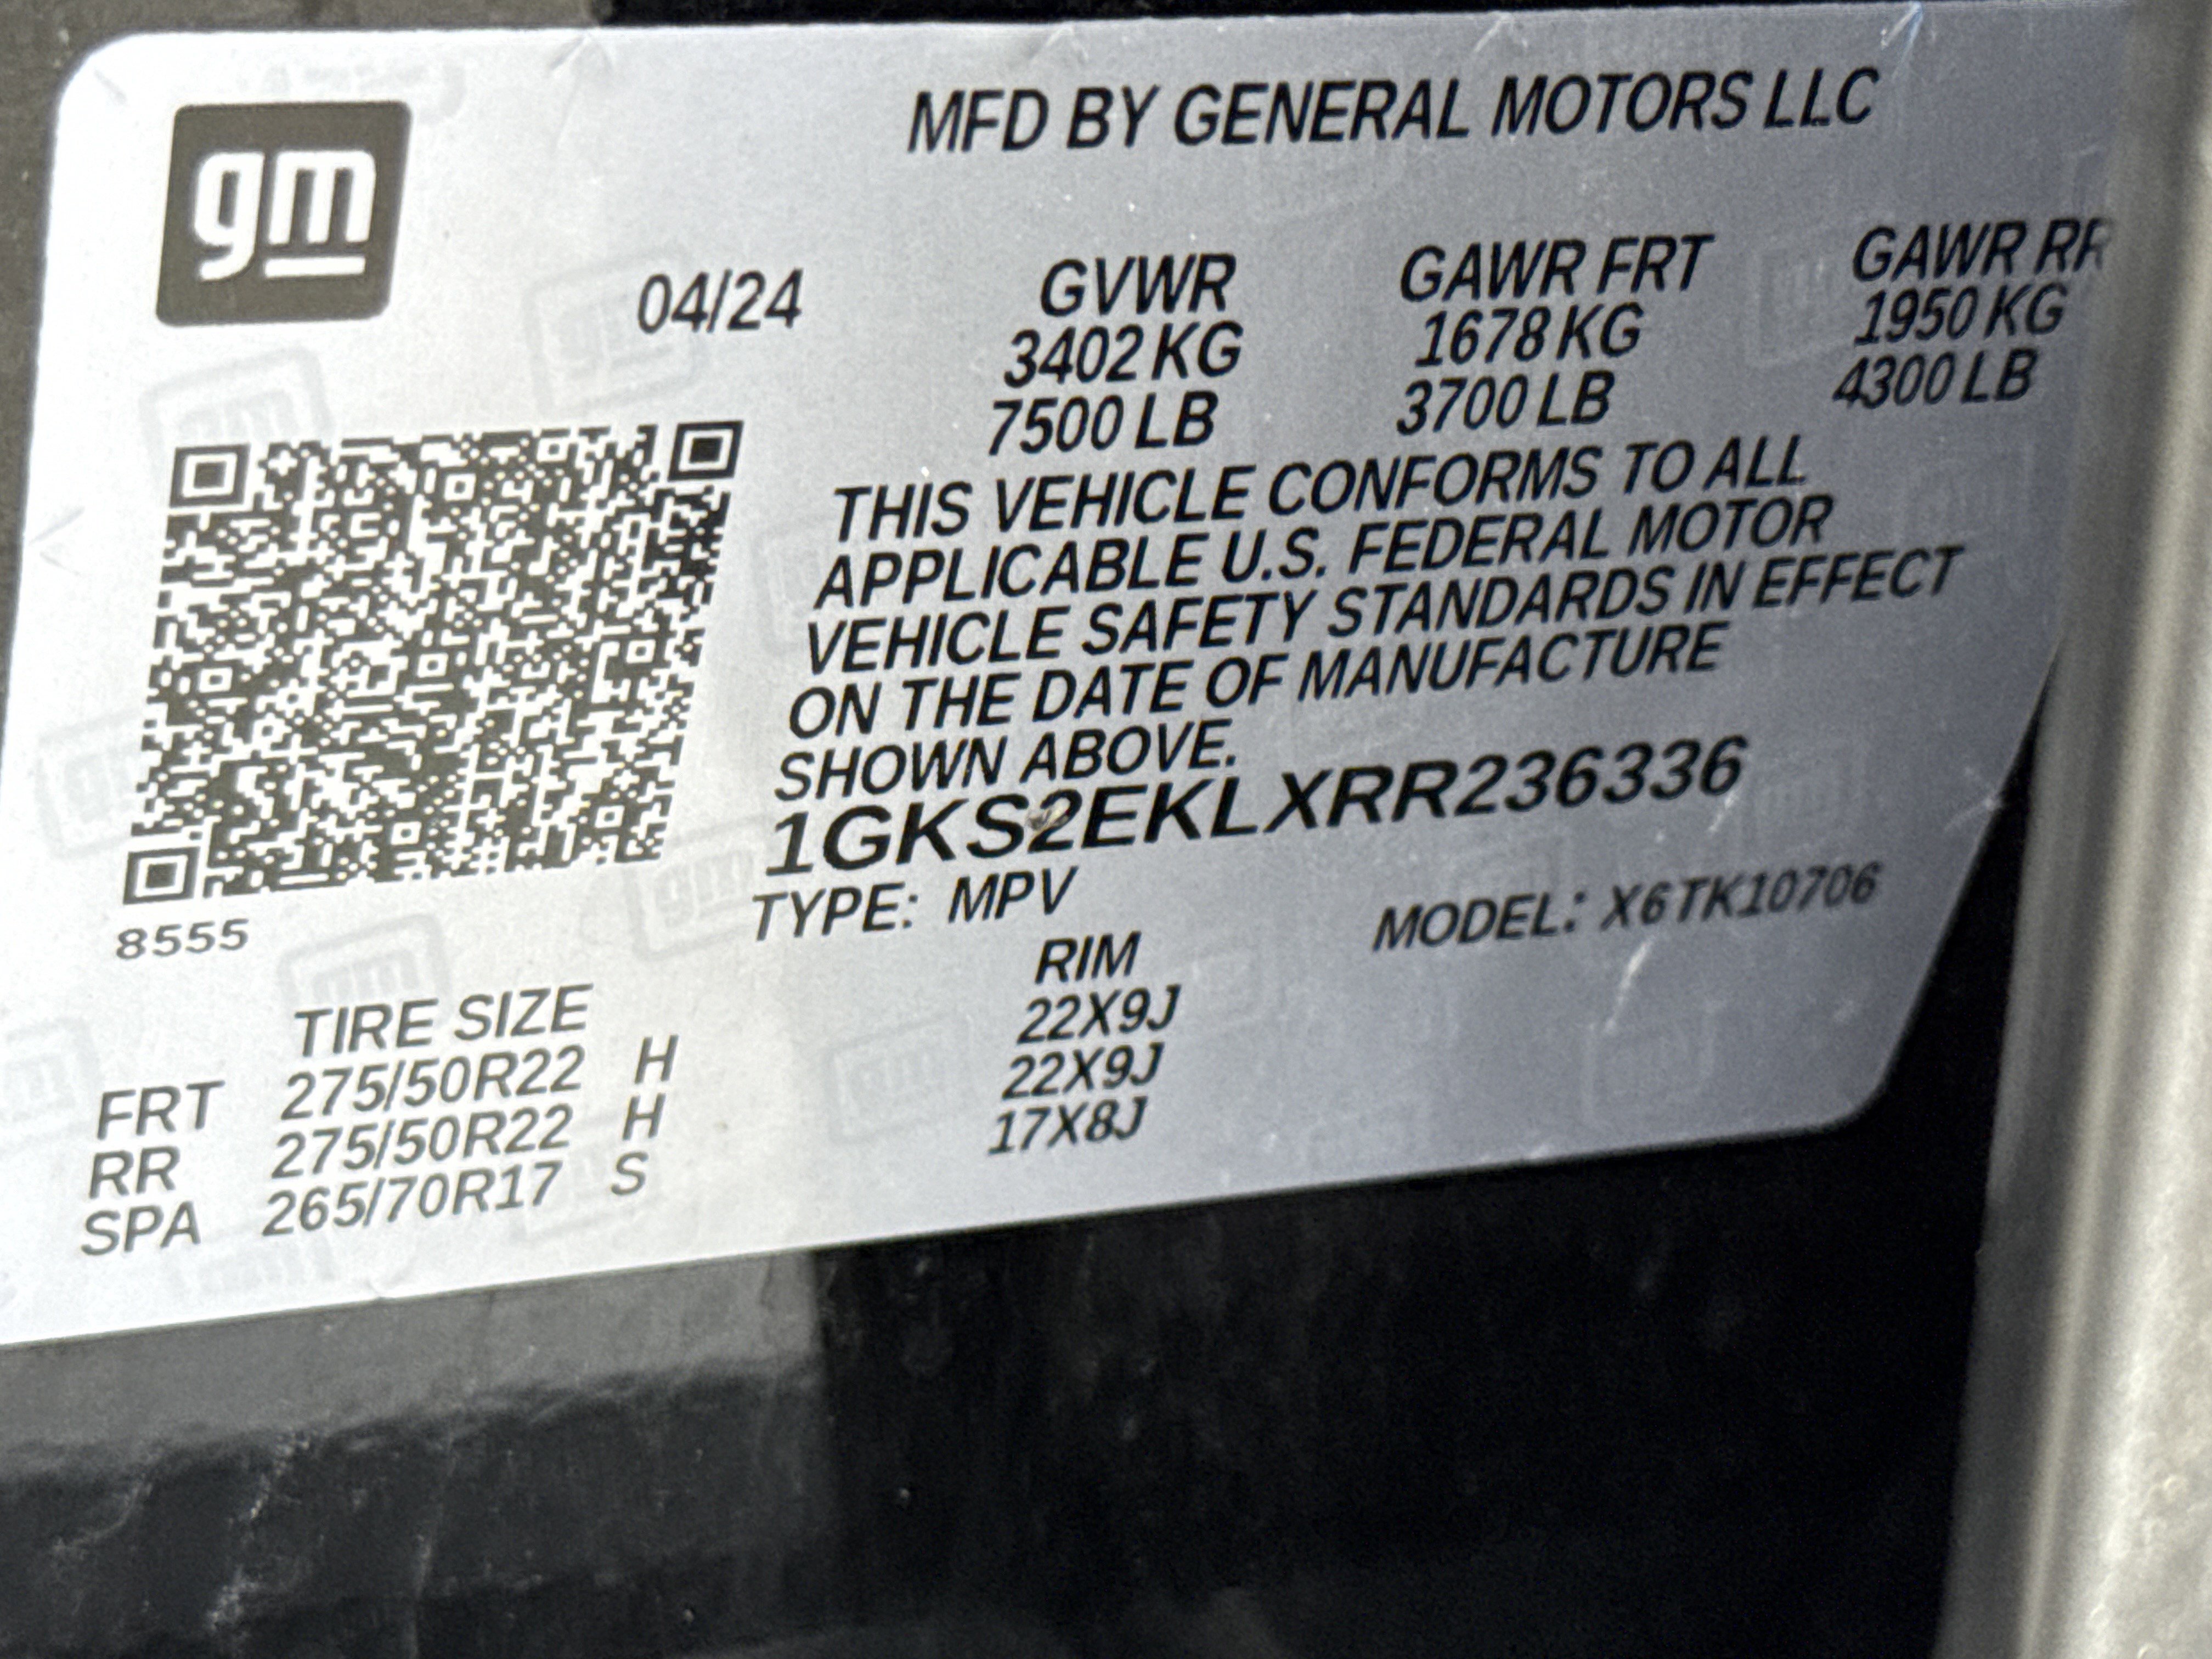 gm
MFD BY GENERAL MOTORS LLC
04/24 GVWR GAWR FRT GAWR RR
3402 KG 1678 KG 1950 KG
7500 LB 3700 LB 4300 LB
THIS VEHICLE CONFORMS TO ALL
APPLICABLE U.S. FEDERAL MOTOR
VEHICLE SAFETY STANDARDS IN EFFECT
ON THE DATE OF MANUFACTURE
SHOWN ABOVE.
1GKS2EKLXRR236336
TYPE: MPV MODEL: X6TK10706
8555
TIRE SIZE RIM
FRT 275/50R22 H 22X9J
RR 275/50R22 H 22X9J
SPA 265/70R17 S 17X8J